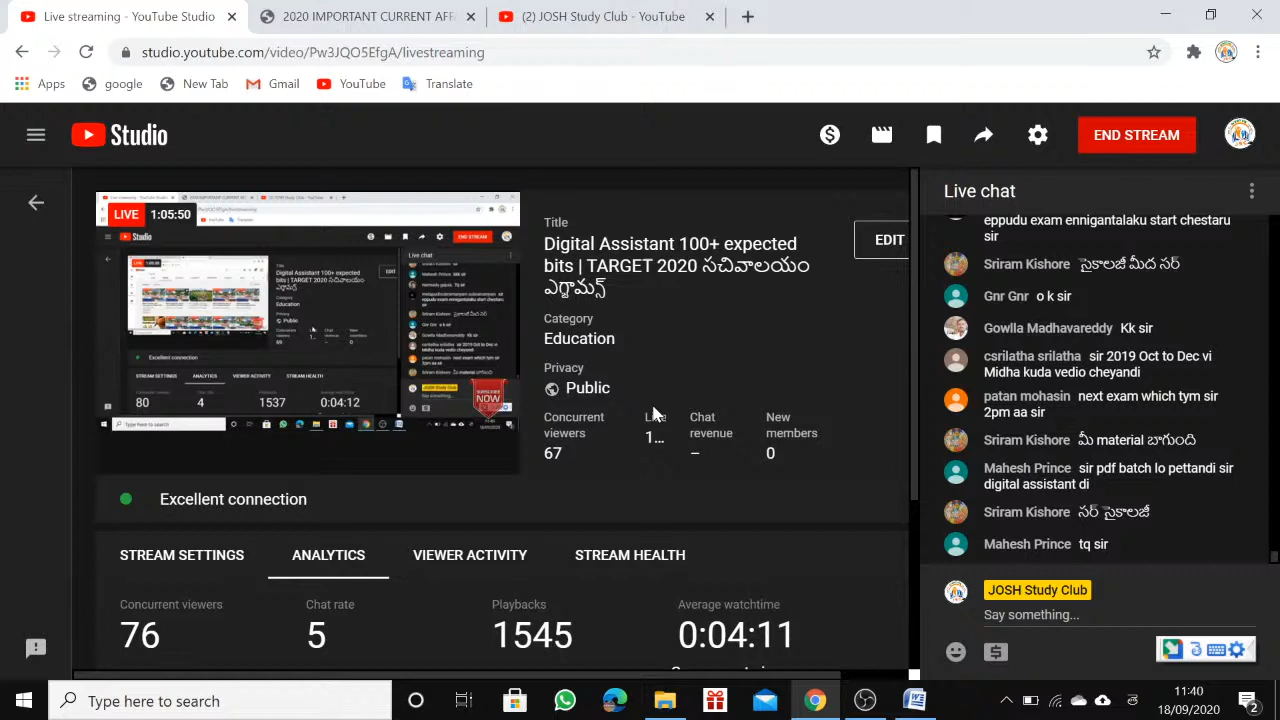 Live streaming - YouTube Studio
2020 IMPORTANT CURRENT AFF
(2) JOSH Study Club - YouTube
studio.youtube.com/video/Pw3JQO5EfgA/livestreaming
Apps
google
New Tab
Gmail
YouTube
Translate
Studio
END STREAM
LIVE 1:05:50
Title
Digital Assistant 100+ expected
bits | TARGET 2020 సచివాలయం
ఎగ్జామ్స్
EDIT
Category
Education
Privacy
Public
Concurrent
viewers
67
1...
Chat
revenue
–
New
members
0
Excellent connection
STREAM SETTINGS
ANALYTICS
VIEWER ACTIVITY
STREAM HEALTH
Concurrent viewers
76
Chat rate
5
Playbacks
1545
Average watchtime
0:04:11
Live chat
eppudu exam ennigantalaku start chestaru
sir
Sriram Kishore సైకాలజీ మీద సర్
Gnr Gnr o k sir
Gowlla Madhavareddy Kk sir
csrilatha srilatha sir 2019 Oct to Dec vi
Midha kuda vedio cheyandi
patan mohasin next exam which tym sir
2pm aa sir
Sriram Kishore మీ material బాగుంది
Mahesh Prince sir pdf batch lo pettandi sir
digital assistant di
Sriram Kishore సర్ సైకాలజీ
Mahesh Prince tq sir
JOSH Study Club
Say something...
SUBSCRIBE
NOW
Type here to search
11:40
18/09/2020
2